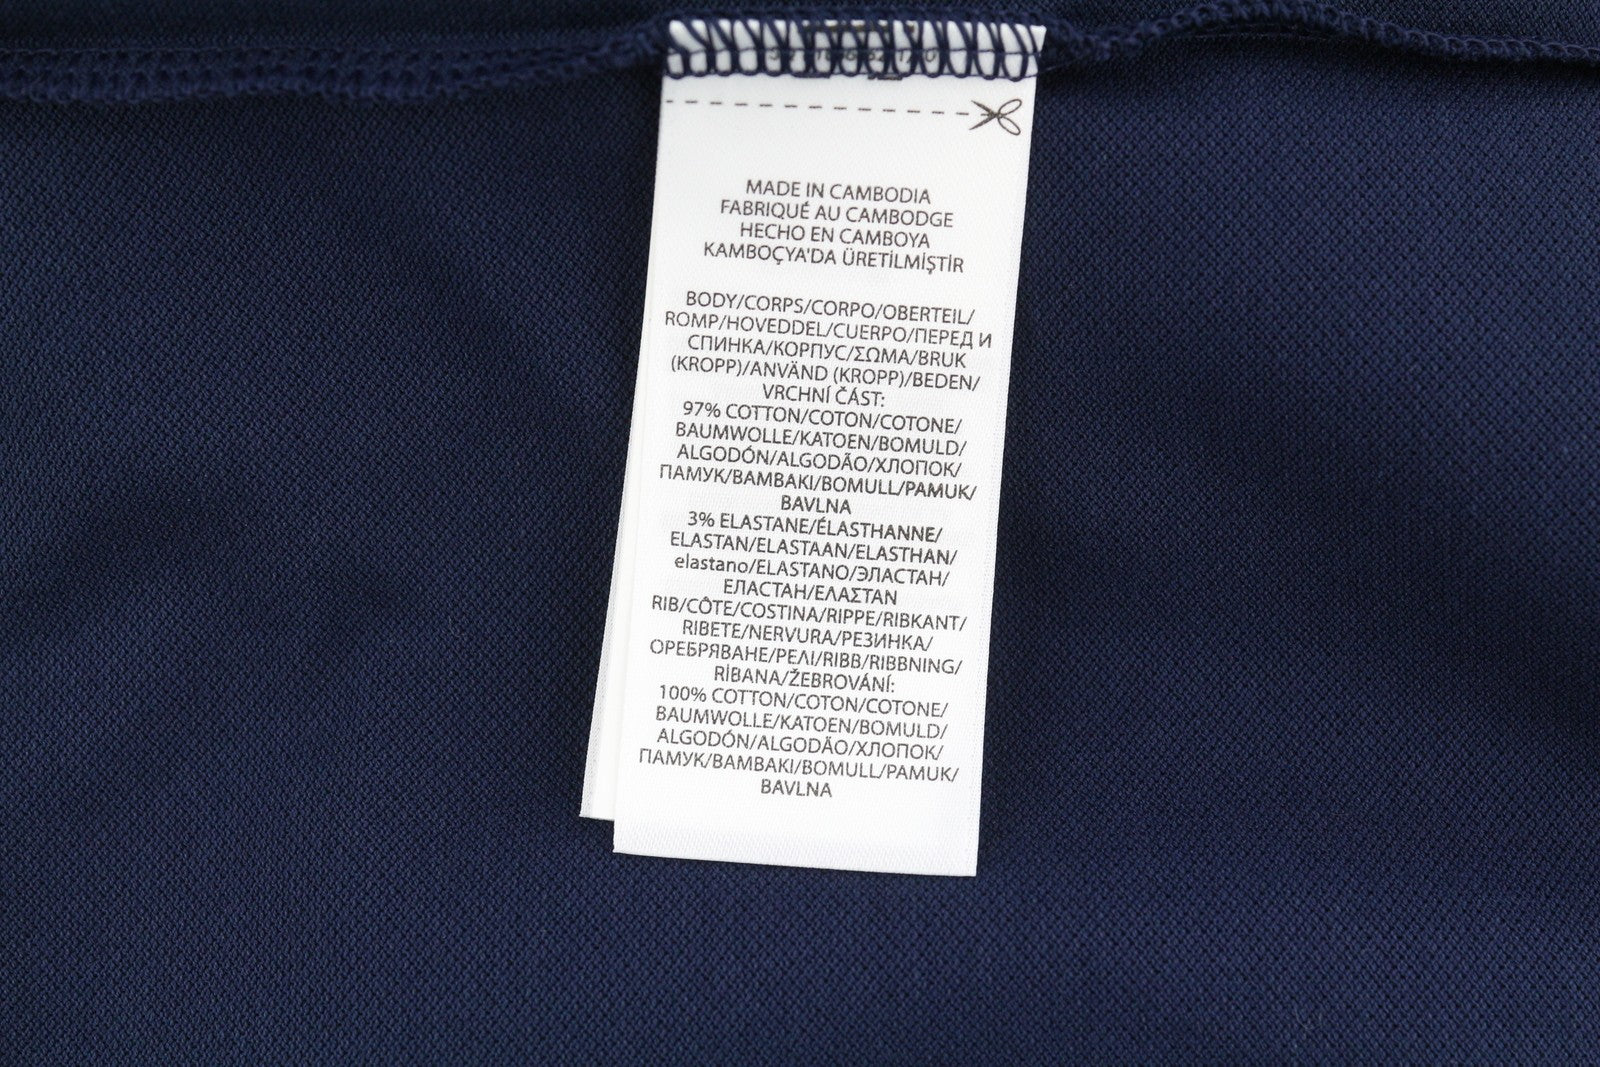 MADE IN CAMBODIA
FABRIQUÉ AU CAMBODGE
HECHO EN CAMBOYA
KAMBOÇYA'DA ÜRETİLMİŞTİR
BODY/CORPS/CORPO/OBERTEIL/
ROMP/HOVEDDEL/CUERPO/ПЕРЕД И
СПИНКА/КОРПУС/ΣΩΜΑ/BRUK
(KROPP)/ANVÄND (KROPP)/BEDEN/
VRCHNÍ ČÁST:
97% COTTON/COTON/COTONE/
BAUMWOLLE/KATOEN/BOMULD/
ALGODÓN/ALGODÃO/ХЛОПОК/
ПАМУК/ΒΑΜΒΑΚΙ/BOMULL/PAMUK/
BAVLNA
3% ELASTANE/ÉLASTHANNE/
ELASTAN/ELASTAAN/ELASTHAN/
elastano/ELASTANO/ЭЛАСТАН/
ЕЛАСТАН/ΕΛΑΣΤΑΝ
RIB/CÔTE/COSTINA/RIPPE/RIBKANT/
RIBETE/NERVURA/РЕЗИНКА/
ОРЕБРЯВАНЕ/ΡΕΛΙ/RIBB/RIBBNING/
RİBANA/ŽEBROVÁNÍ:
100% COTTON/COTON/COTONE/
BAUMWOLLE/KATOEN/BOMULD/
ALGODÓN/ALGODÃO/ХЛОПОК/
ПАМУК/ΒΑΜΒΑΚΙ/BOMULL/PAMUK/
BAVLNA